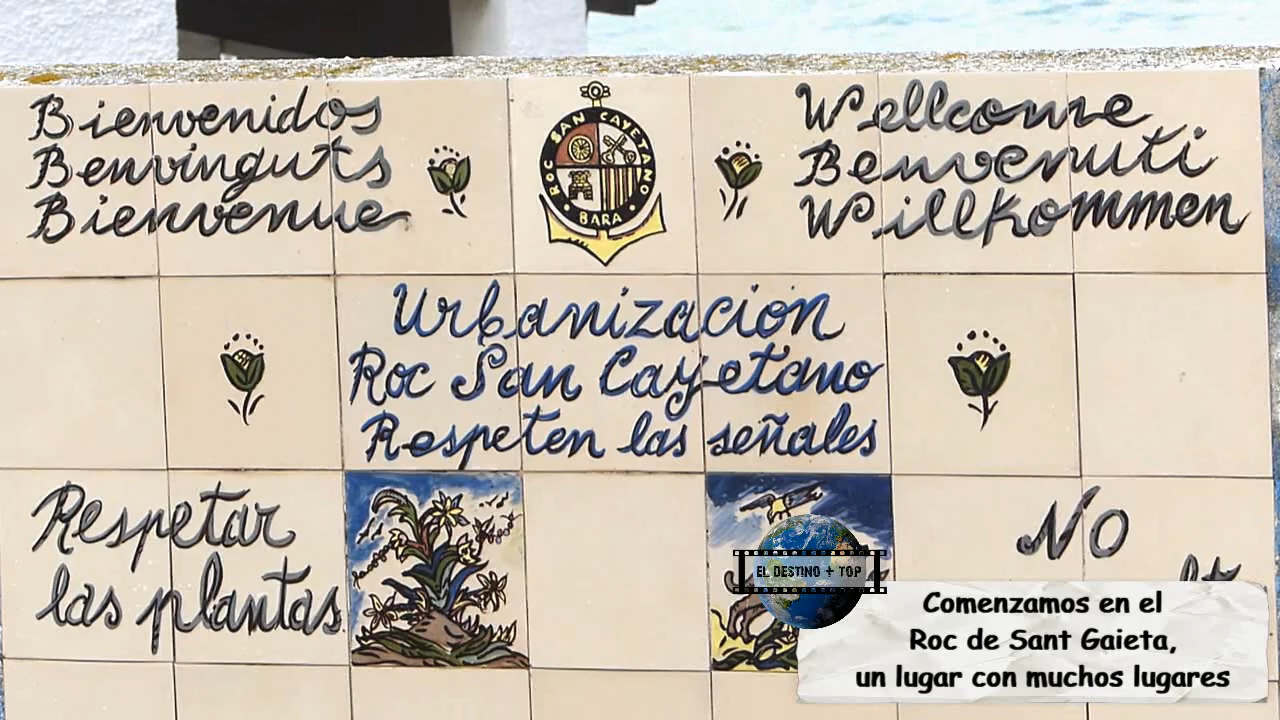 Bienvenidos
Benvinguts
Bienvenue
ROC SAN CAYETANO
BARA
Wellcome
Benvenuti
Willkommen
Urbanización
Roc San Cayetano
Respeten las señales
Respetar
las plantas
No
EL DESTINO + TOP
Comenzamos en el
Roc de Sant Gaieta,
un lugar con muchos lugares